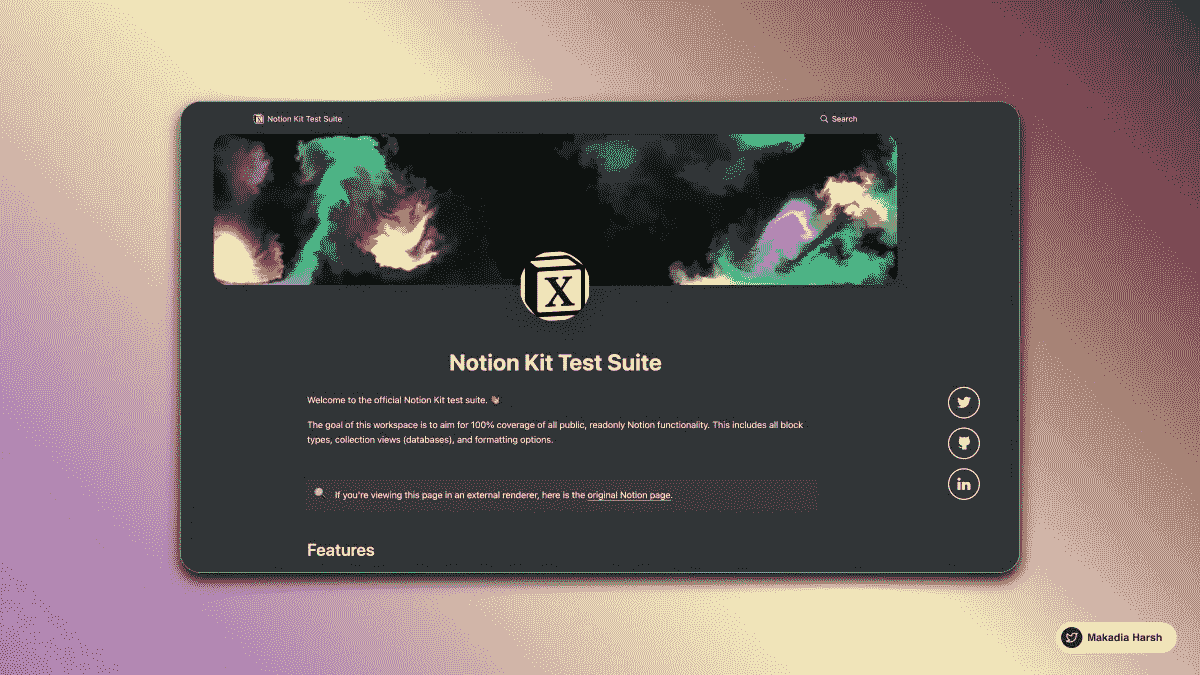 Notion Kit Test Suite
Search
X
Notion Kit Test Suite
Welcome to the official Notion Kit test suite. 👋
The goal of this workspace is to aim for 100% coverage of all public, readonly Notion functionality. This includes all block
types, collection views (databases), and formatting options.
If you're viewing this page in an external renderer, here is the original Notion page.
Features
in
Makadia Harsh